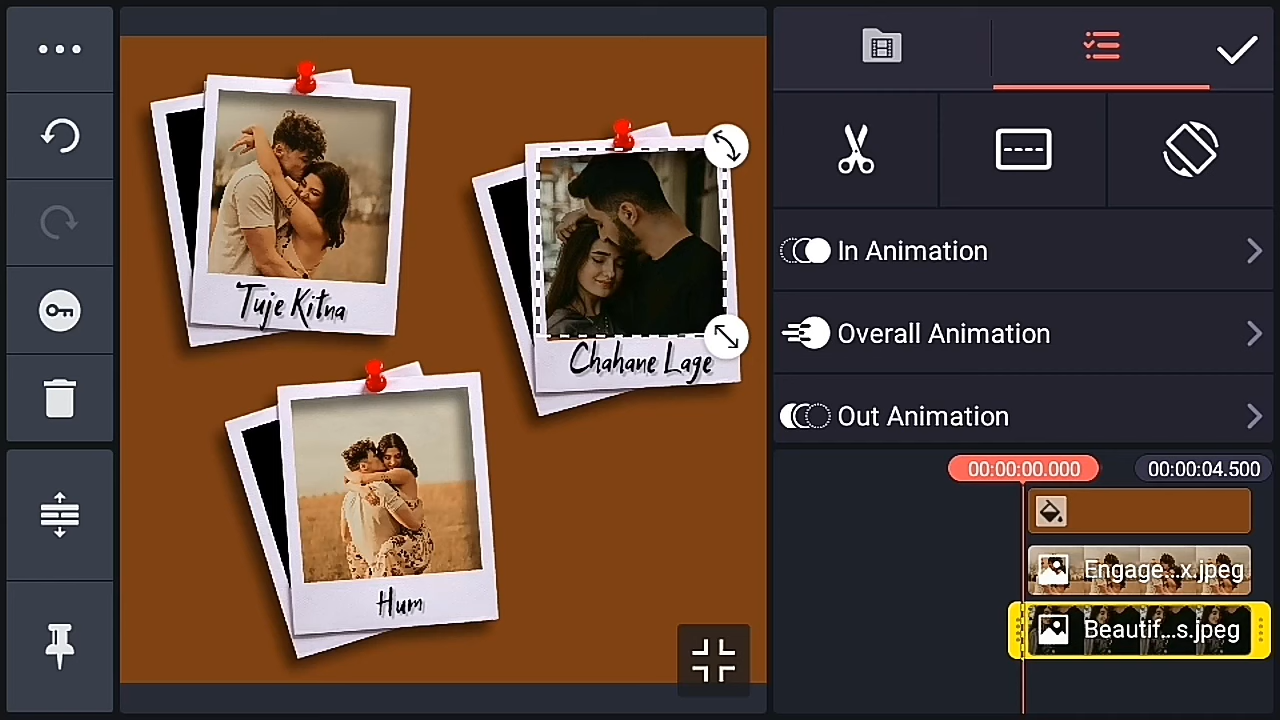 Tuje Kitna
Chahane Lage
Hum
In Animation
Overall Animation
Out Animation
00:00:00.000
00:00:04.500
Engage...x.jpeg
Beautif...s.jpeg